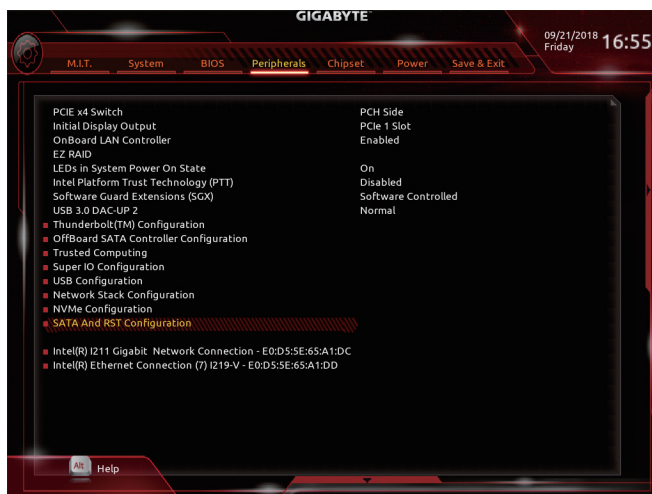 GIGABYTE™
09/21/2018 Friday 16:55
M.I.T. System BIOS Peripherals Chipset Power Save & Exit
PCIE x4 Switch PCH Side
Initial Display Output PCIe 1 Slot
OnBoard LAN Controller Enabled
EZ RAID
LEDs in System Power On State On
Intel Platform Trust Technology (PTT) Disabled
Software Guard Extensions (SGX) Software Controlled
USB 3.0 DAC-UP 2 Normal
Thunderbolt(TM) Configuration
OffBoard SATA Controller Configuration
Trusted Computing
Super IO Configuration
USB Configuration
Network Stack Configuration
NVMe Configuration
SATA And RST Configuration
Intel(R) I211 Gigabit Network Connection - E0:D5:5E:65:A1:DC
Intel(R) Ethernet Connection (7) I219-V - E0:D5:5E:65:A1:DD
Alt Help